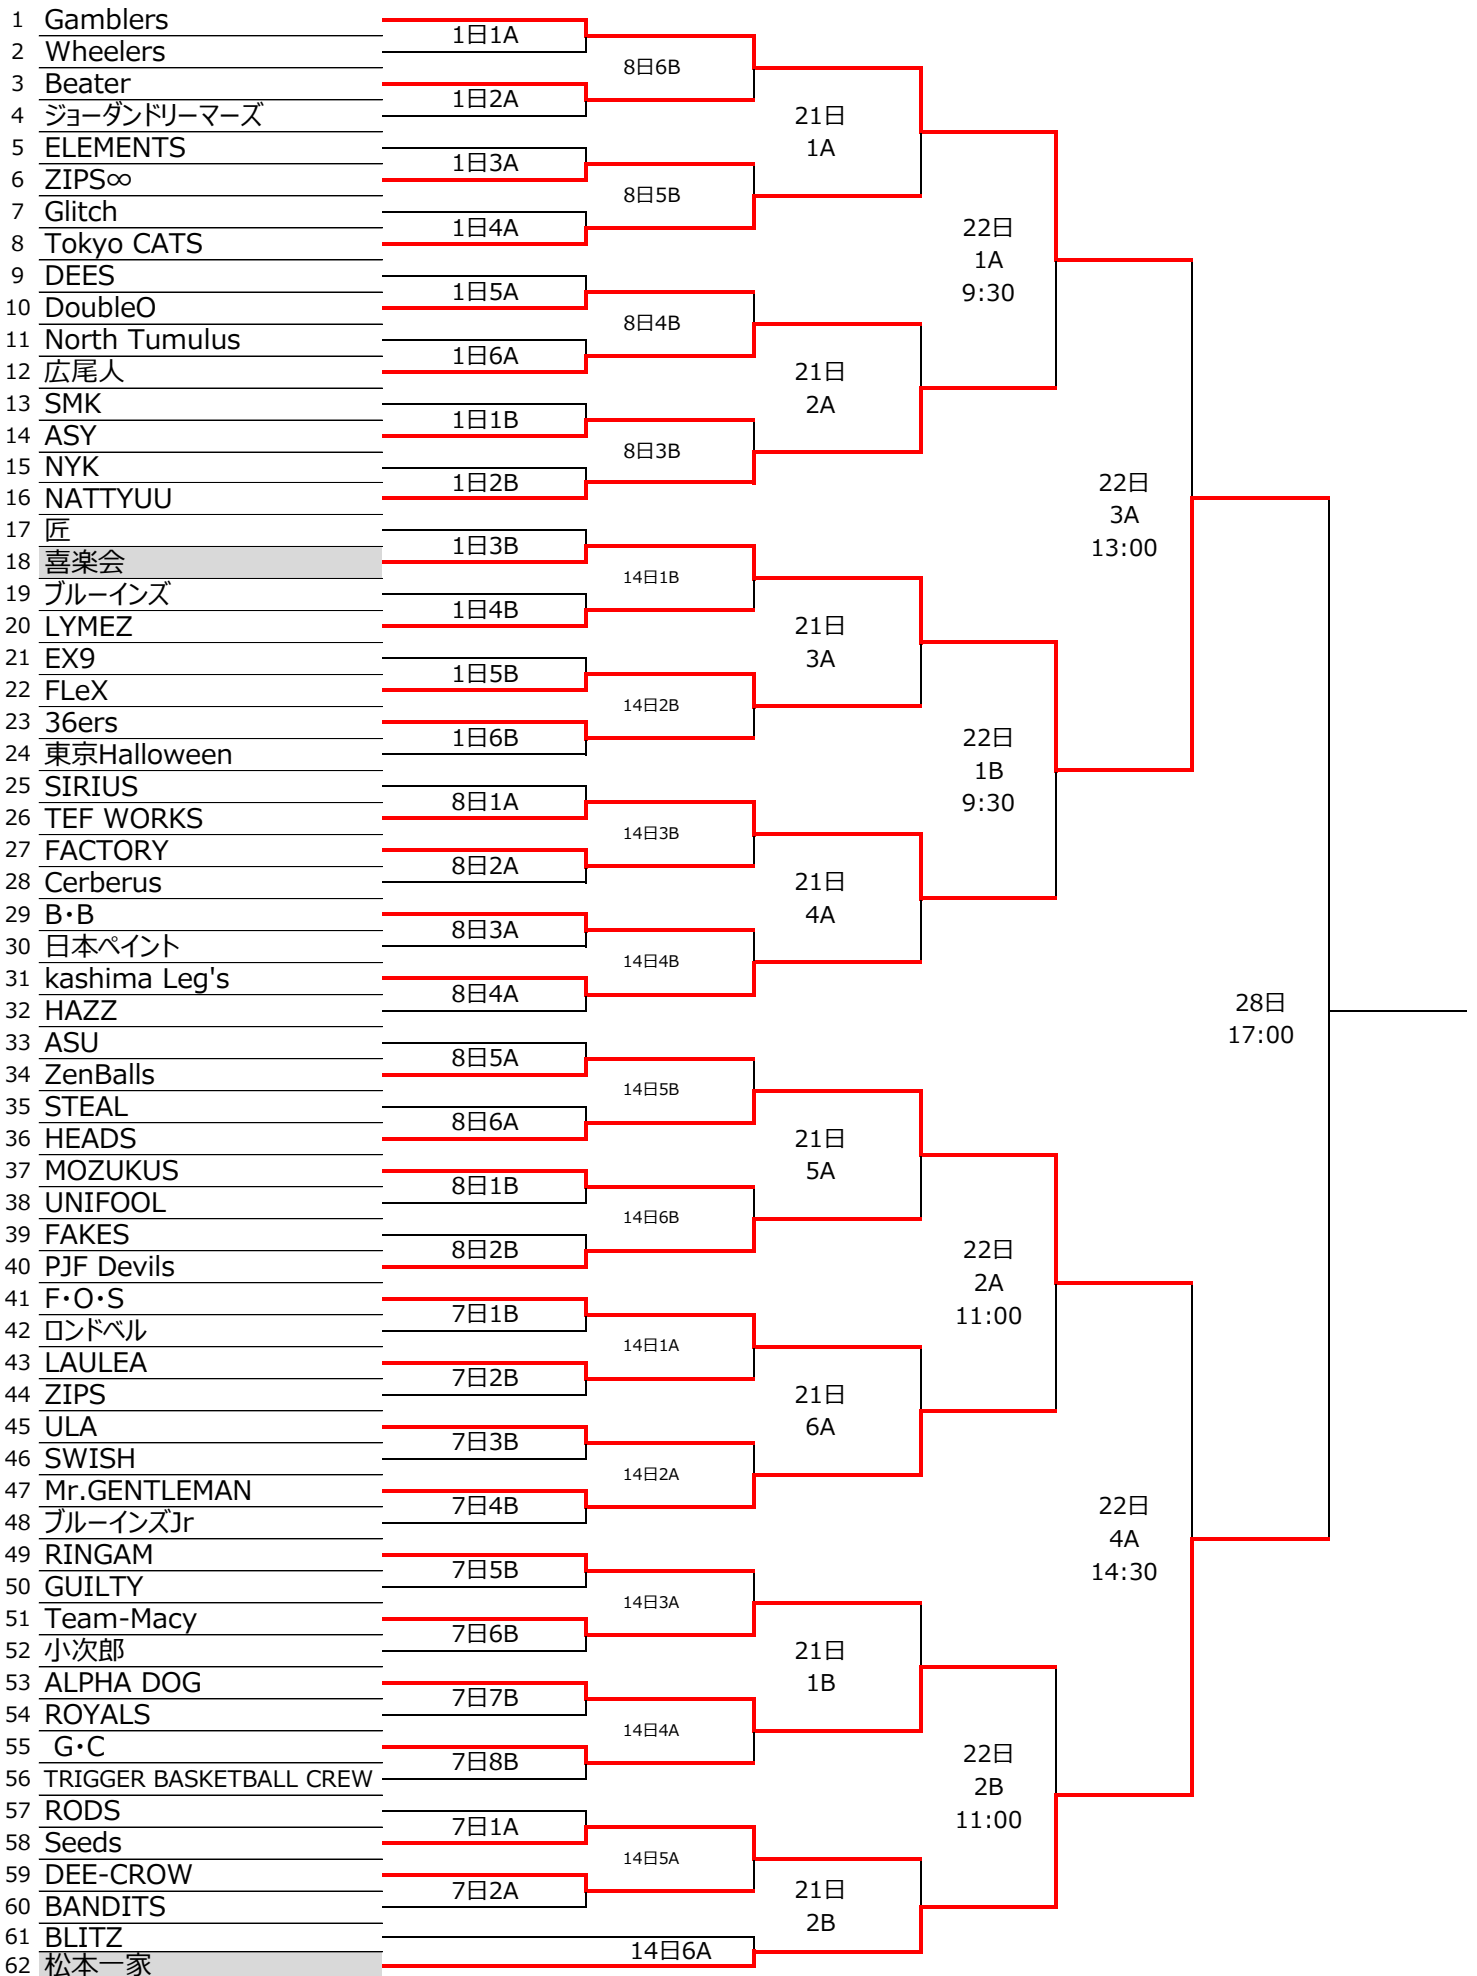 1 Gamblers
1日1A
2 Wheelers
8日6B
3 Beater
1日2A
4 ジョーダンドリーマーズ
21日
1A
5 ELEMENTS
1日3A
6 ZIPS∞
8日5B
7 Glitch
1日4A
8 Tokyo CATS
22日
1A
9:30
9 DEES
1日5A
10 DoubleO
8日4B
11 North Tumulus
1日6A
12 広尾人
21日
2A
13 SMK
1日1B
14 ASY
8日3B
15 NYK
1日2B
16 NATTYUU
22日
3A
13:00
17 匠
1日3B
18 喜楽会
14日1B
19 ブルーインズ
1日4B
20 LYMEZ
21日
3A
21 EX9
1日5B
22 FLeX
14日2B
23 36ers
1日6B
24 東京Halloween
22日
1B
9:30
25 SIRIUS
8日1A
26 TEF WORKS
14日3B
27 FACTORY
8日2A
28 Cerberus
21日
4A
29 B・B
8日3A
30 日本ペイント
14日4B
31 kashima Leg's
8日4A
32 HAZZ
28日
17:00
33 ASU
8日5A
34 ZenBalls
14日5B
35 STEAL
8日6A
36 HEADS
21日
5A
37 MOZUKUS
8日1B
38 UNIFOOL
14日6B
39 FAKES
8日2B
40 PJF Devils
22日
2A
11:00
41 F・O・S
7日1B
42 ロンドベル
14日1A
43 LAULEA
7日2B
44 ZIPS
21日
6A
45 ULA
7日3B
46 SWISH
14日2A
47 Mr.GENTLEMAN
7日4B
48 ブルーインズJr
22日
4A
14:30
49 RINGAM
7日5B
50 GUILTY
14日3A
51 Team-Macy
7日6B
52 小次郎
21日
1B
53 ALPHA DOG
7日7B
54 ROYALS
14日4A
55 G・C
7日8B
56 TRIGGER BASKETBALL CREW
22日
2B
11:00
57 RODS
7日1A
58 Seeds
14日5A
59 DEE-CROW
7日2A
60 BANDITS
21日
2B
61 BLITZ
14日6A
62 松本一家